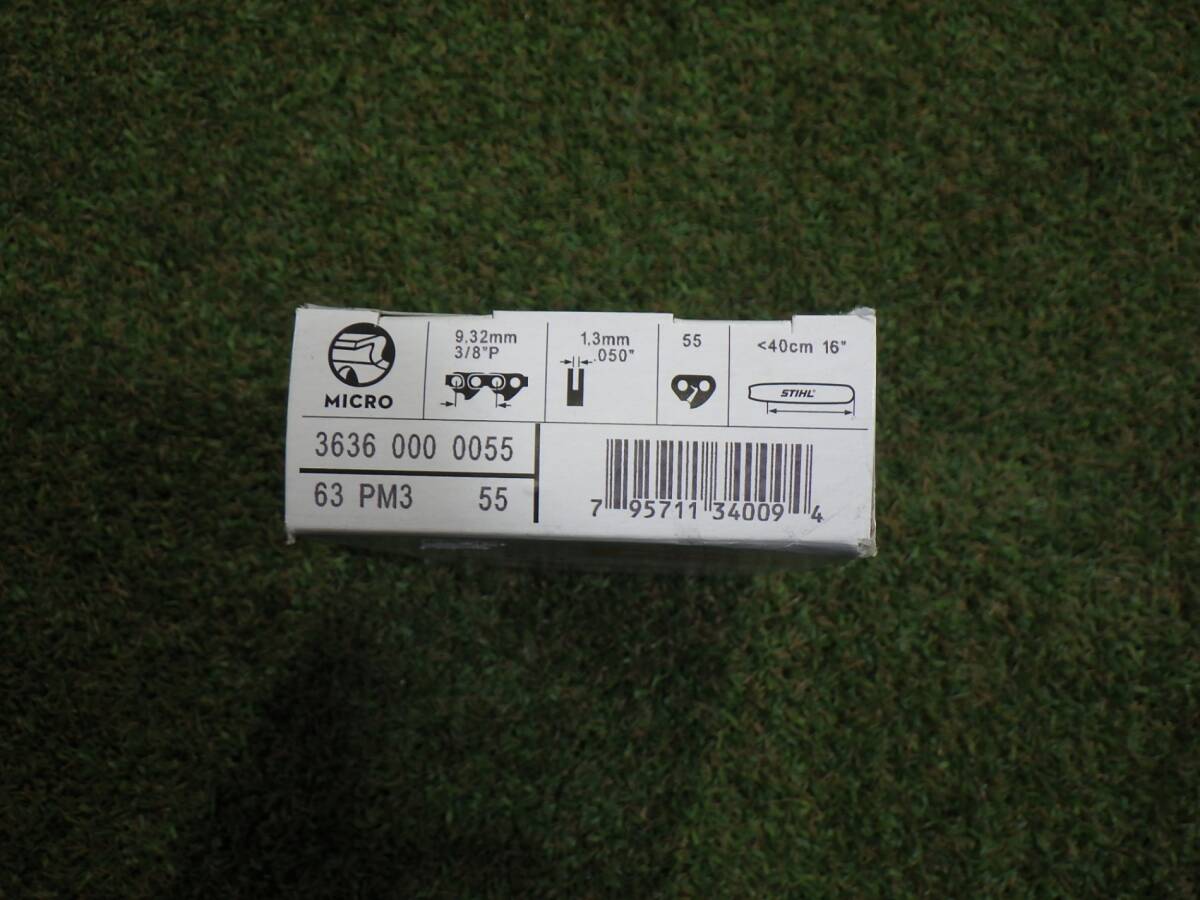 MICRO
9.32mm
3/8"P
1,3mm
.050"
55
<40cm 16"
STIHL®
3636 000 0055
63 PM3 55
7 95711 34009 4